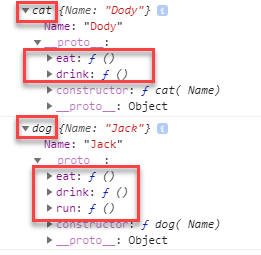 ▼cat {Name: "Dody"} i
Name: "Dody"
▼__proto__:
▶eat: ƒ ()
▶drink: ƒ ()
▶constructor: ƒ cat( Name)
▶__proto__: Object
▼dog {Name: "Jack"} i
Name: "Jack"
▼__proto__:
▶eat: ƒ ()
▶drink: ƒ ()
▶run: ƒ ()
▶constructor: ƒ dog( Name)
▶__proto__: Object